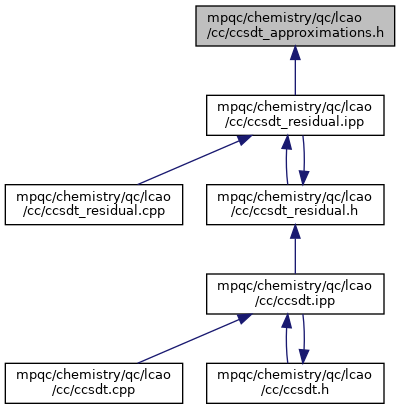 mpqc/chemistry/qc/lcao
/cc/ccsdt_approximations.h
mpqc/chemistry/qc/lcao
/cc/ccsdt_residual.ipp
mpqc/chemistry/qc/lcao
/cc/ccsdt_residual.cpp
mpqc/chemistry/qc/lcao
/cc/ccsdt_residual.h
mpqc/chemistry/qc/lcao
/cc/ccsdt.ipp
mpqc/chemistry/qc/lcao
/cc/ccsdt.cpp
mpqc/chemistry/qc/lcao
/cc/ccsdt.h